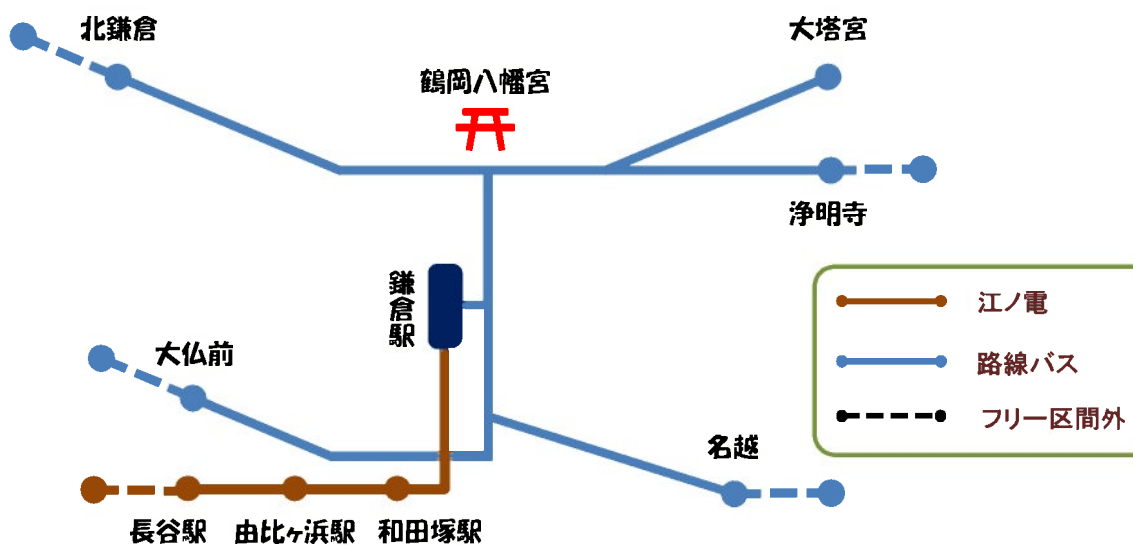 北鎌倉
大塔宮
鶴岡八幡宮
浄明寺
鎌倉駅
江ノ電
大仏前
路線バス
フリー区間外
名越
長谷駅
由比ヶ浜駅
和田塚駅